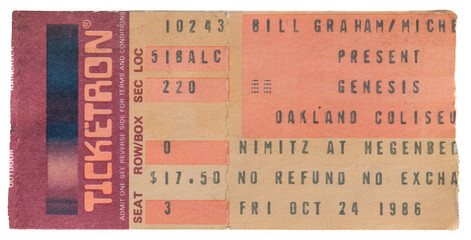 TICKETRON®
ADMIT ONE. SEE REVERSE SIDE FOR TERMS AND CONDITIONS
SEAT ROW/BOX SEC LOC
10243 BILL GRAHAM/MICHE
51BALC PRESENT
220 GENESIS
OAKLAND COLISEU
0 NIMITZ AT HEGENBE
$17.50 NO REFUND NO EXCHA
3 FRI OCT 24 1986